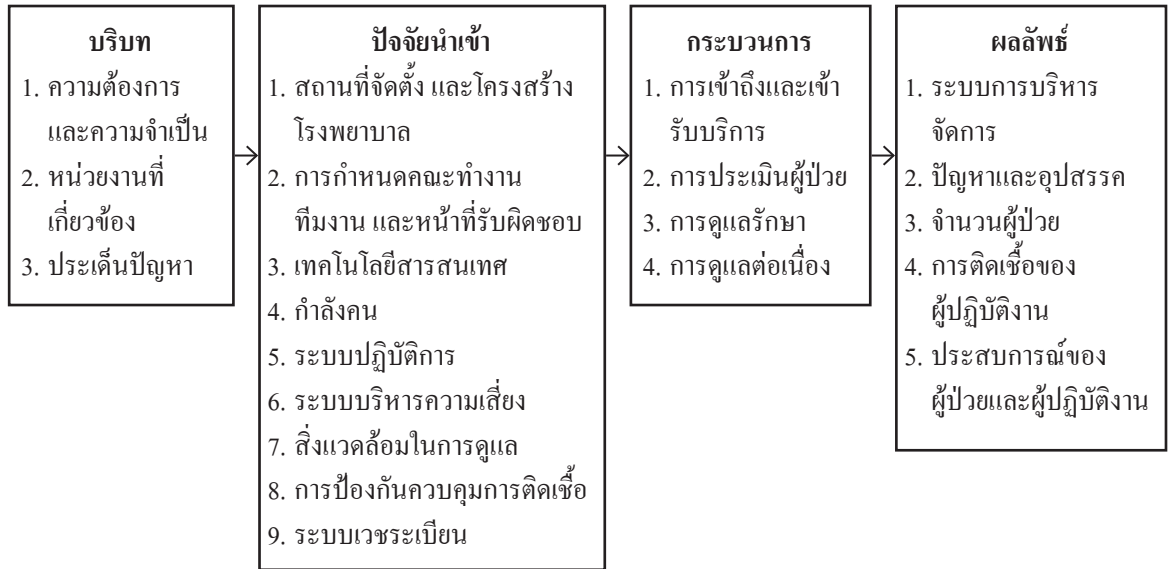 บริบท
1. ความต้องการ
และความจำเป็น
2. หน่วยงานที่
เกี่ยวข้อง
3. ประเด็นปัญหา
ปัจจัยนำเข้า
1. สถานที่จัดตั้ง และโครงสร้าง
โรงพยาบาล
2. การกำหนดคณะทำงาน
ทีมงาน และหน้าที่รับผิดชอบ
3. เทคโนโลยีสารสนเทศ
4. กำลังคน
5. ระบบปฏิบัติการ
6. ระบบบริหารความเสี่ยง
7. สิ่งแวดล้อมในการดูแล
8. การป้องกันควบคุมการติดเชื้อ
9. ระบบเวชระเบียน
กระบวนการ
1. การเข้าถึงและเข้า
รับบริการ
2. การประเมินผู้ป่วย
3. การดูแลรักษา
4. การดูแลต่อเนื่อง
ผลลัพธ์
1. ระบบการบริหาร
จัดการ
2. ปัญหาและอุปสรรค
3. จำนวนผู้ป่วย
4. การติดเชื้อของ
ผู้ปฏิบัติงาน
5. ประสบการณ์ของ
ผู้ป่วยและผู้ปฏิบัติงาน